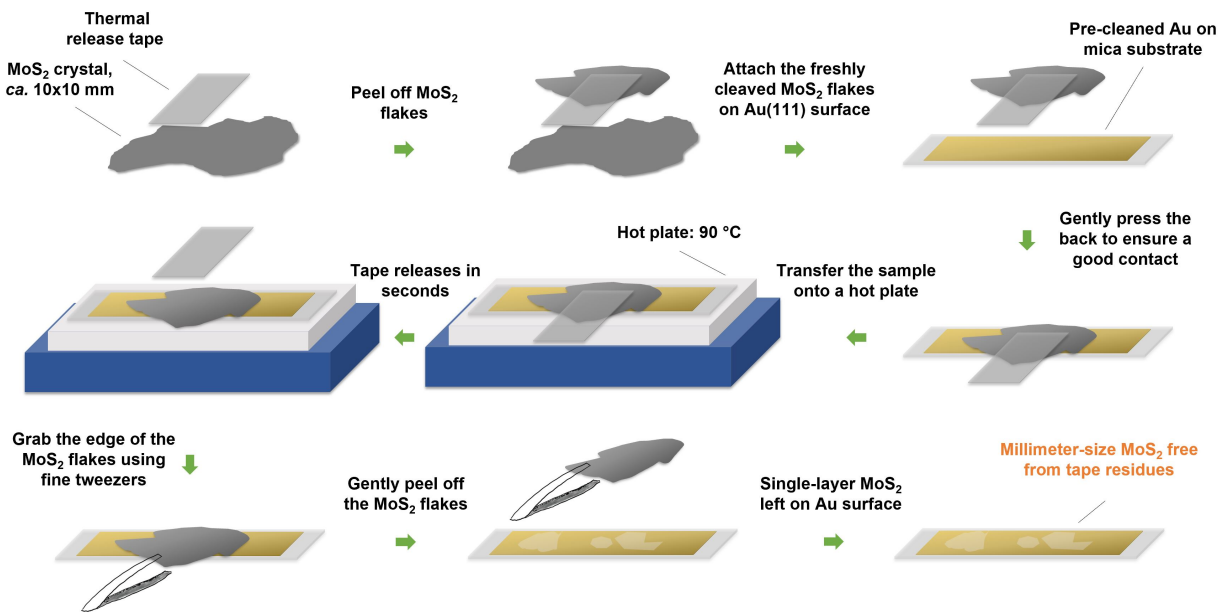 Thermal
release tape
MoS₂ crystal,
ca. 10x10 mm
Peel off MoS₂
flakes
Attach the freshly
cleaved MoS₂ flakes
on Au(111) surface
Pre-cleaned Au on
mica substrate
Gently press the
back to ensure a
good contact
Transfer the sample
onto a hot plate
Hot plate: 90 °C
Tape releases in
seconds
Grab the edge of the
MoS₂ flakes using
fine tweezers
Gently peel off
the MoS₂ flakes
Single-layer MoS₂
left on Au surface
Millimeter-size MoS₂ free
from tape residues